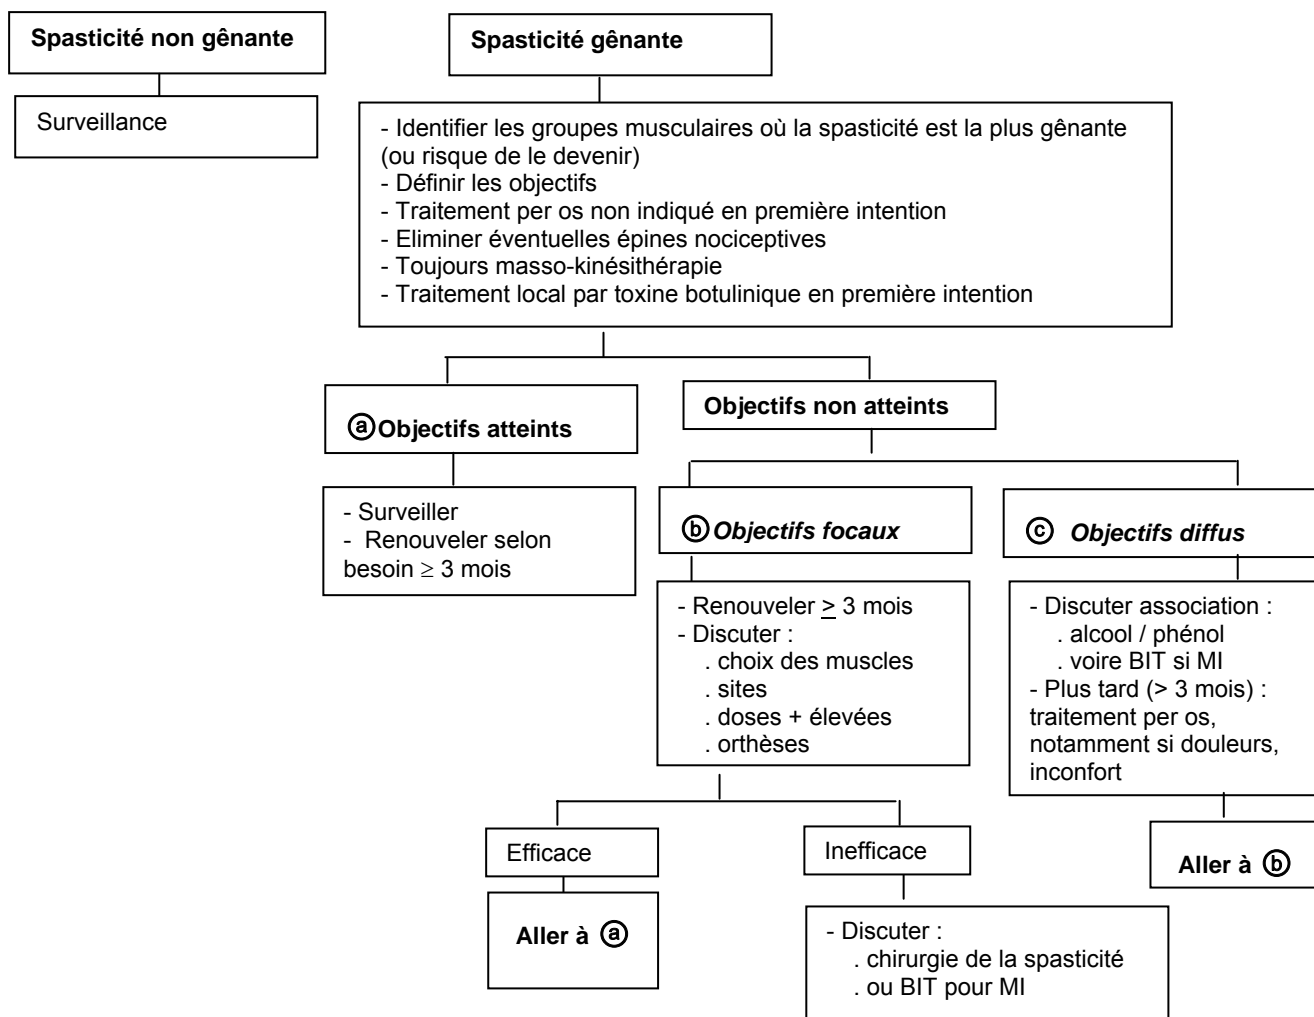 Spasticité non gênante
Surveillance
Spasticité gênante
- Identifier les groupes musculaires où la spasticité est la plus gênante
(ou risque de le devenir)
- Définir les objectifs
- Traitement per os non indiqué en première intention
- Eliminer éventuelles épines nociceptives
- Toujours masso-kinésithérapie
- Traitement local par toxine botulinique en première intention
ⓐ Objectifs atteints
- Surveiller
- Renouveler selon
besoin ≥ 3 mois
Objectifs non atteints
ⓑ Objectifs focaux
- Renouveler ≥ 3 mois
- Discuter :
. choix des muscles
. sites
. doses + élevées
. orthèses
Efficace
Aller à ⓐ
Inefficace
- Discuter :
. chirurgie de la spasticité
. ou BIT pour MI
ⓒ Objectifs diffus
- Discuter association :
. alcool / phénol
. voire BIT si MI
- Plus tard (> 3 mois) :
traitement per os,
notamment si douleurs,
inconfort
Aller à ⓑ